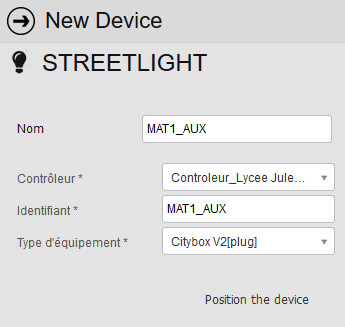 New Device
STREETLIGHT
Nom MAT1_AUX
Contrôleur * Controleur_Lycee Jule...
Identifiant * MAT1_AUX
Type d'équipement * Citybox V2[plug]
Position the device